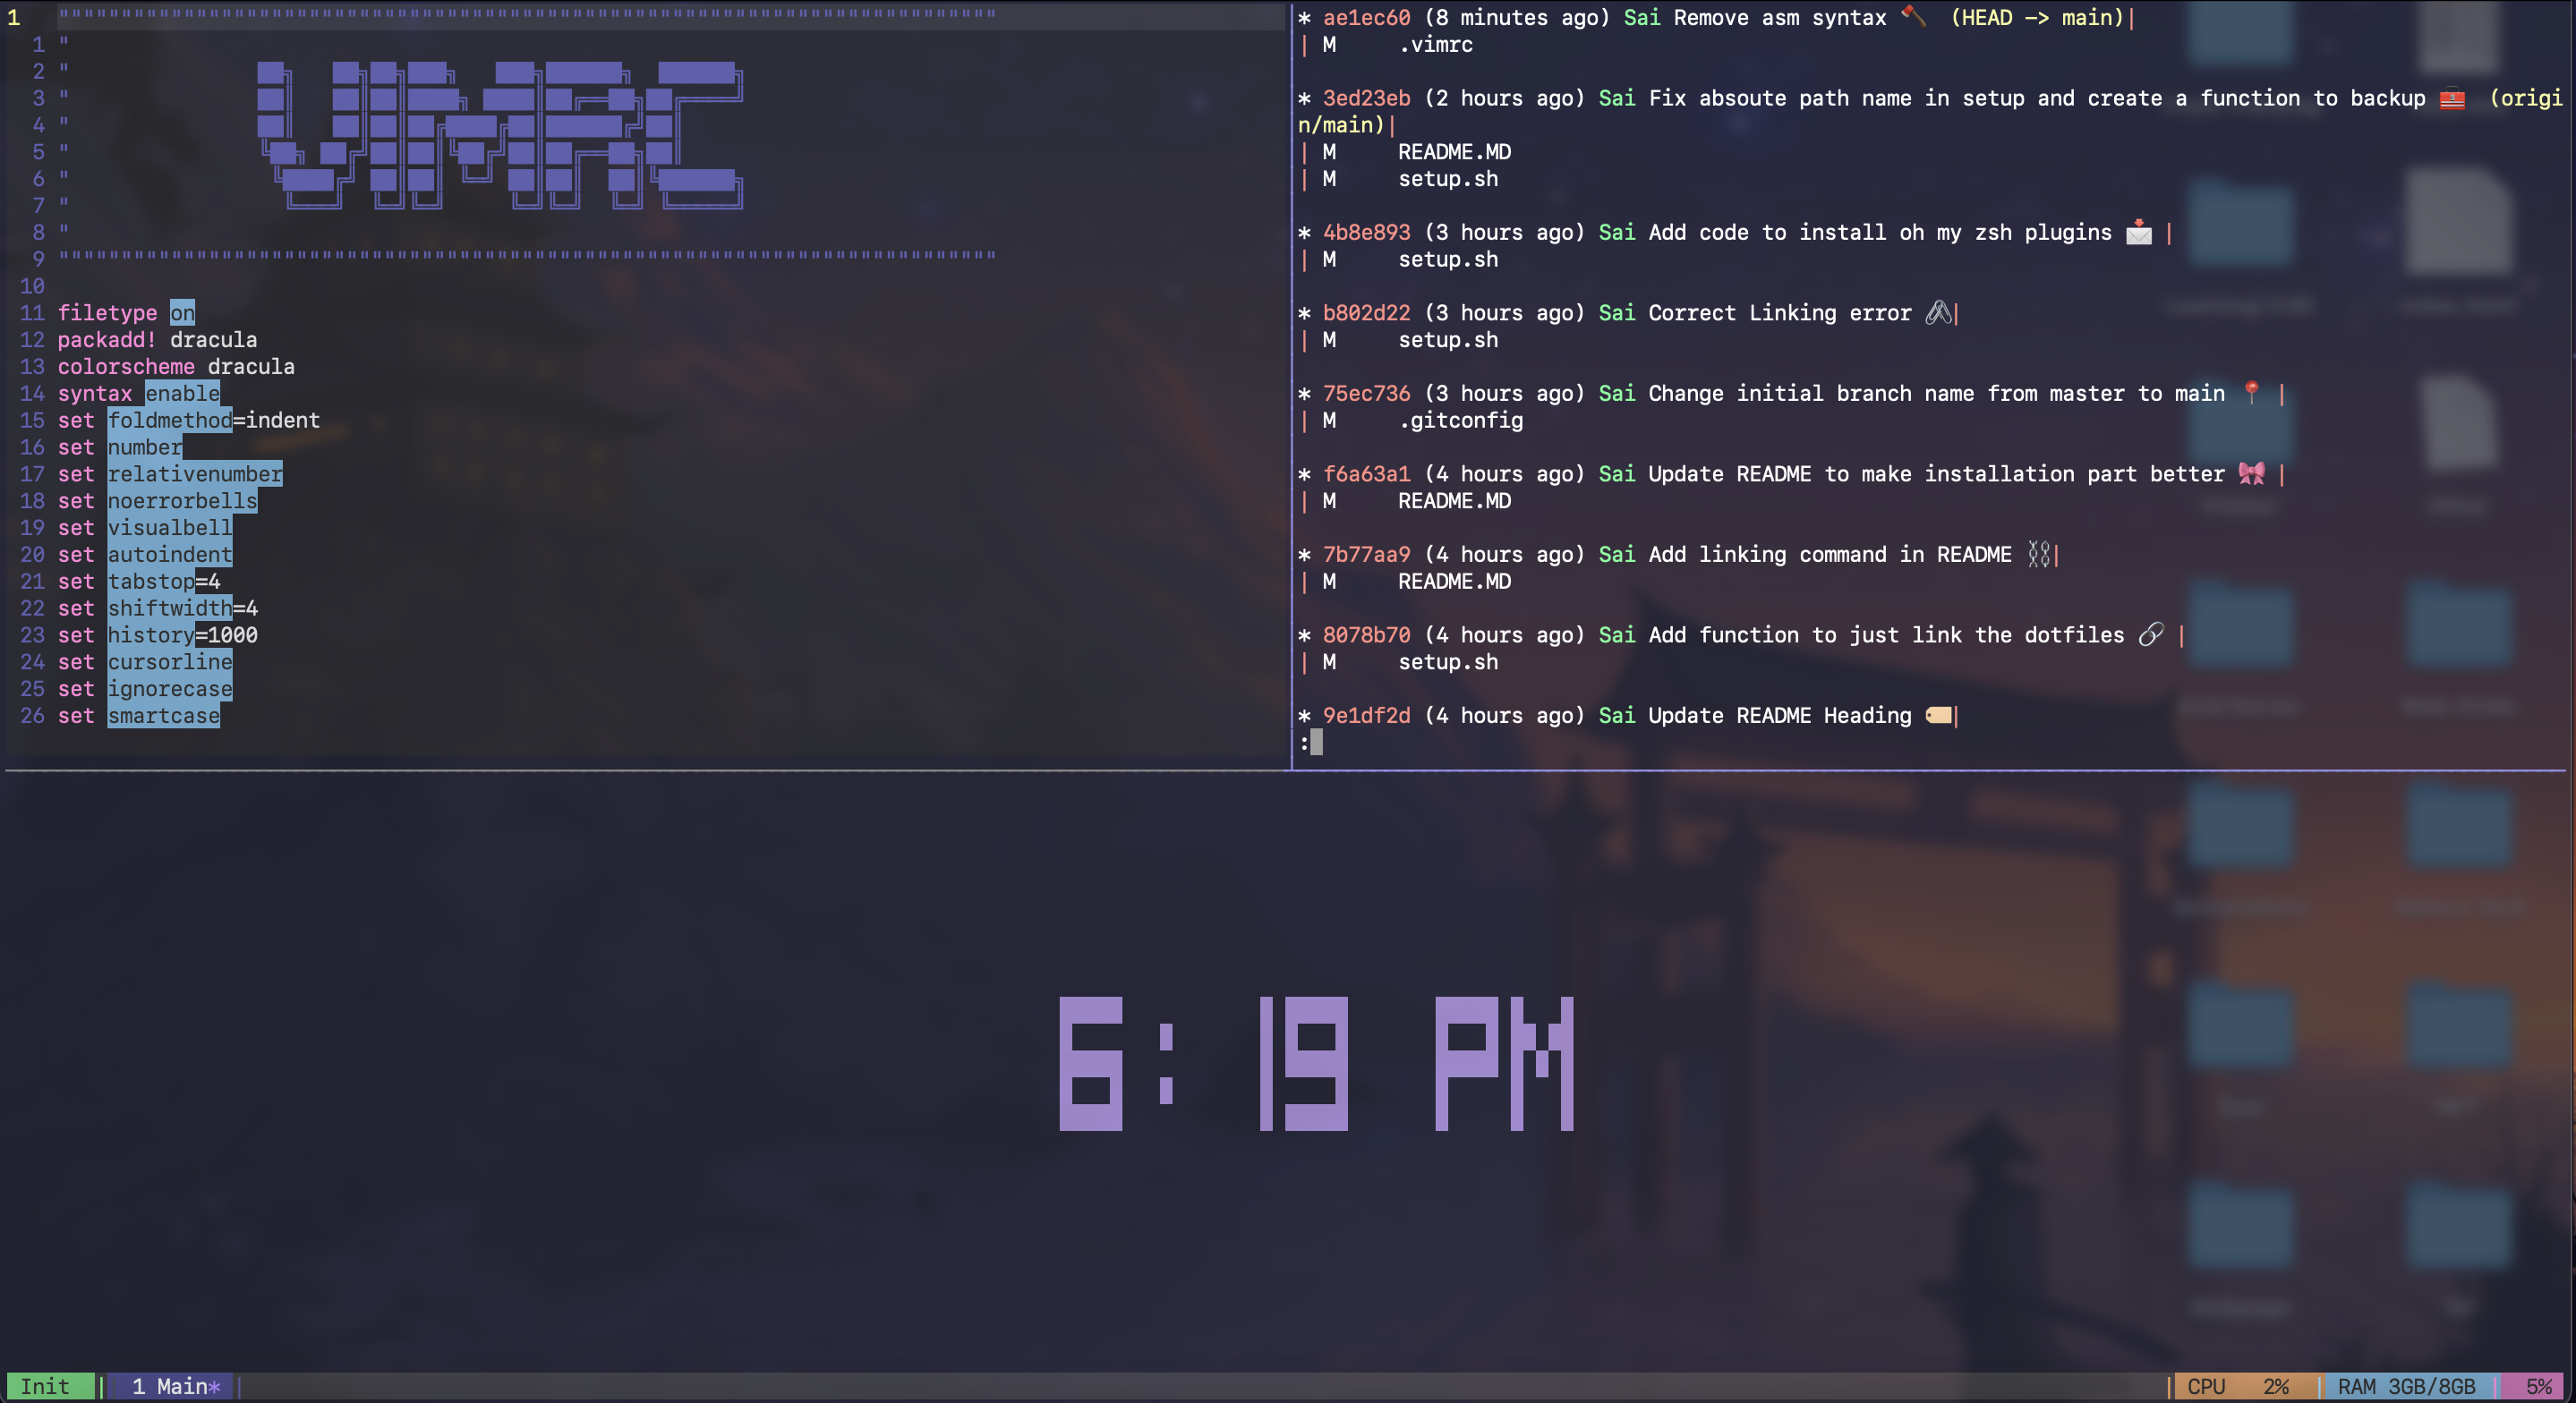 1 """""""""""""""""""""""""""""""""""""""""""""""""""""""""""""""""""""""""""
1 "
2 "
3 "
4 " VIMRC
5 "
6 "
7 "
8 "
9 """""""""""""""""""""""""""""""""""""""""""""""""""""""""""""""""""""""""""
10
11 filetype on
12 packadd! dracula
13 colorscheme dracula
14 syntax enable
15 set foldmethod=indent
16 set number
17 set relativenumber
18 set noerrorbells
19 set visualbell
20 set autoindent
21 set tabstop=4
22 set shiftwidth=4
23 set history=1000
24 set cursorline
25 set ignorecase
26 set smartcase
* ae1ec60 (8 minutes ago) Sai Remove asm syntax 🔨 (HEAD -> main)|
| M .vimrc
* 3ed23eb (2 hours ago) Sai Fix absoute path name in setup and create a function to backup 🧰 (origi
n/main)|
| M README.MD
| M setup.sh
* 4b8e893 (3 hours ago) Sai Add code to install oh my zsh plugins 📩 |
| M setup.sh
* b802d22 (3 hours ago) Sai Correct Linking error 🖇|
| M setup.sh
* 75ec736 (3 hours ago) Sai Change initial branch name from master to main 📍 |
| M .gitconfig
* f6a63a1 (4 hours ago) Sai Update README to make installation part better 🎀 |
| M README.MD
* 7b77aa9 (4 hours ago) Sai Add linking command in README ⛓|
| M README.MD
* 8078b70 (4 hours ago) Sai Add function to just link the dotfiles 🔗 |
| M setup.sh
* 9e1df2d (4 hours ago) Sai Update README Heading 🏷|
:
6:19 PM
Init | 1 Main* |
| CPU 2% | RAM 3GB/8GB | 5%